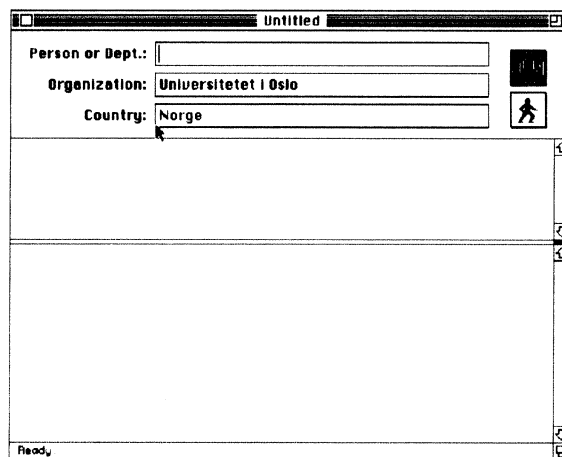 Untitled
Person or Dept.:
Organization: Universitetet i Oslo
Country: Norge
Ready